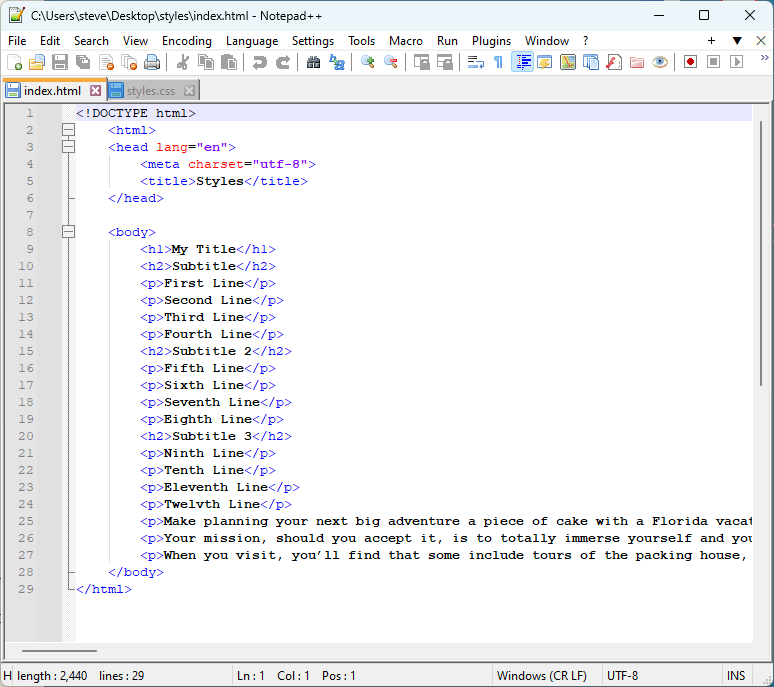 C:\Users\steve\Desktop\styles\index.html - Notepad++
File Edit Search View Encoding Language Settings Tools Macro Run Plugins Window ?
index.html styles.css
1 <!DOCTYPE html>
2 <html>
3 <head lang="en">
4 <meta charset="utf-8">
5 <title>Styles</title>
6 </head>
7
8 <body>
9 <h1>My Title</h1>
10 <h2>Subtitle</h2>
11 <p>First Line</p>
12 <p>Second Line</p>
13 <p>Third Line</p>
14 <p>Fourth Line</p>
15 <h2>Subtitle 2</h2>
16 <p>Fifth Line</p>
17 <p>Sixth Line</p>
18 <p>Seventh Line</p>
19 <p>Eighth Line</p>
20 <h2>Subtitle 3</h2>
21 <p>Ninth Line</p>
22 <p>Tenth Line</p>
23 <p>Eleventh Line</p>
24 <p>Twelvth Line</p>
25 <p>Make planning your next big adventure a piece of cake with a Florida vacat
26 <p>Your mission, should you accept it, is to totally immerse yourself and you
27 <p>When you visit, you’ll find that some include tours of the packing house,
28 </body>
29 </html>
H length : 2,440 lines : 29 Ln : 1 Col : 1 Pos : 1 Windows (CR LF) UTF-8 INS